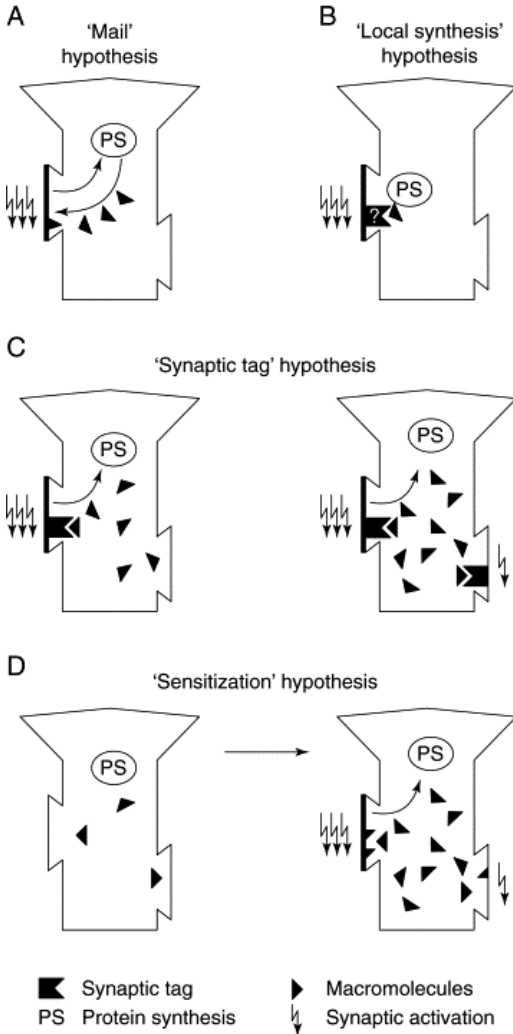 A
'Mail'
hypothesis
PS
B
'Local synthesis'
hypothesis
PS
?
C
'Synaptic tag' hypothesis
PS
PS
D
'Sensitization' hypothesis
PS
PS
Synaptic tag
Macromolecules
PS Protein synthesis
Synaptic activation